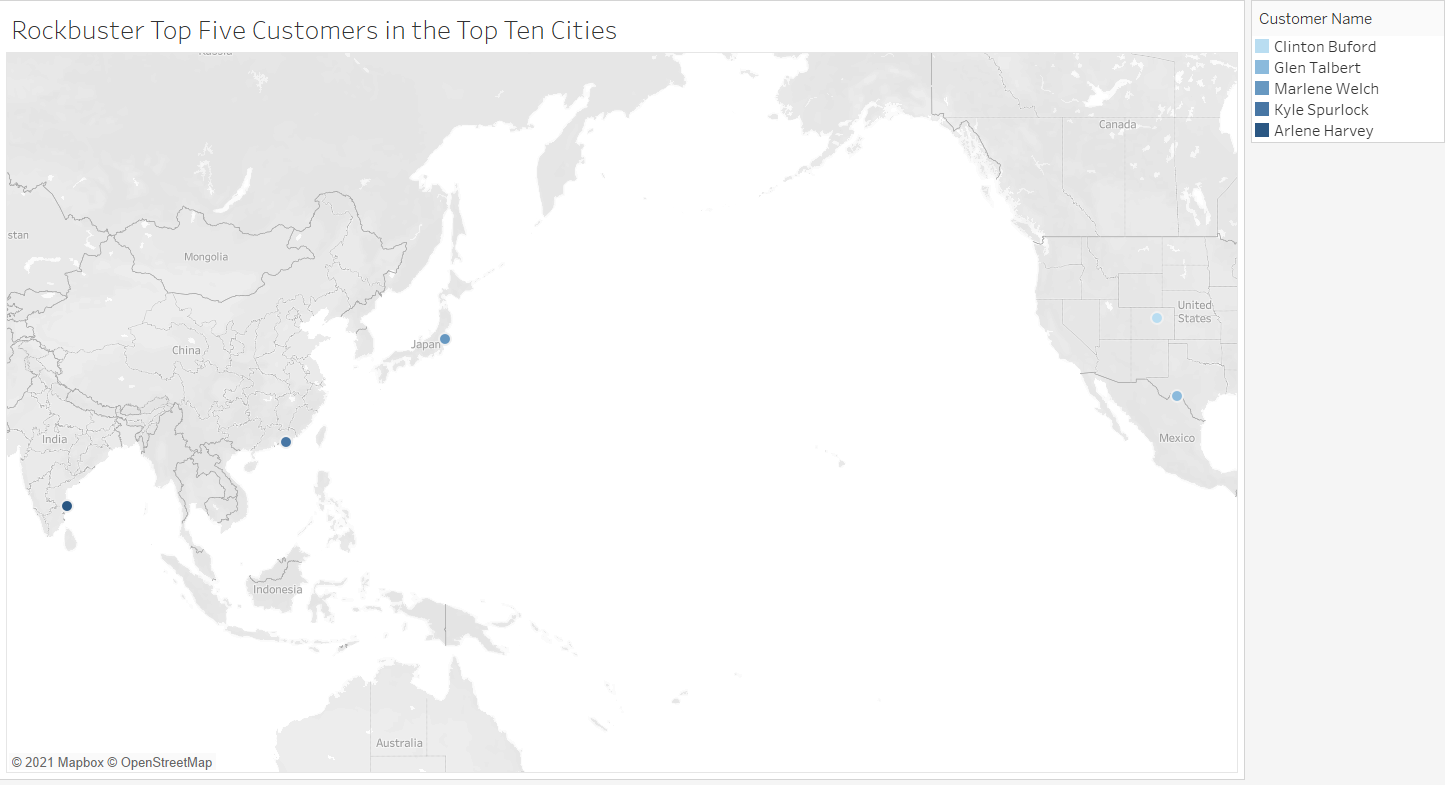 Rockbuster Top Five Customers in the Top Ten Cities
Customer Name
Clinton Buford
Glen Talbert
Marlene Welch
Kyle Spurlock
Arlene Harvey
Russia
Canada
stan
Mongolia
United
States
Japan
China
India
Mexico
Indonesia
Australia
© 2021 Mapbox © OpenStreetMap